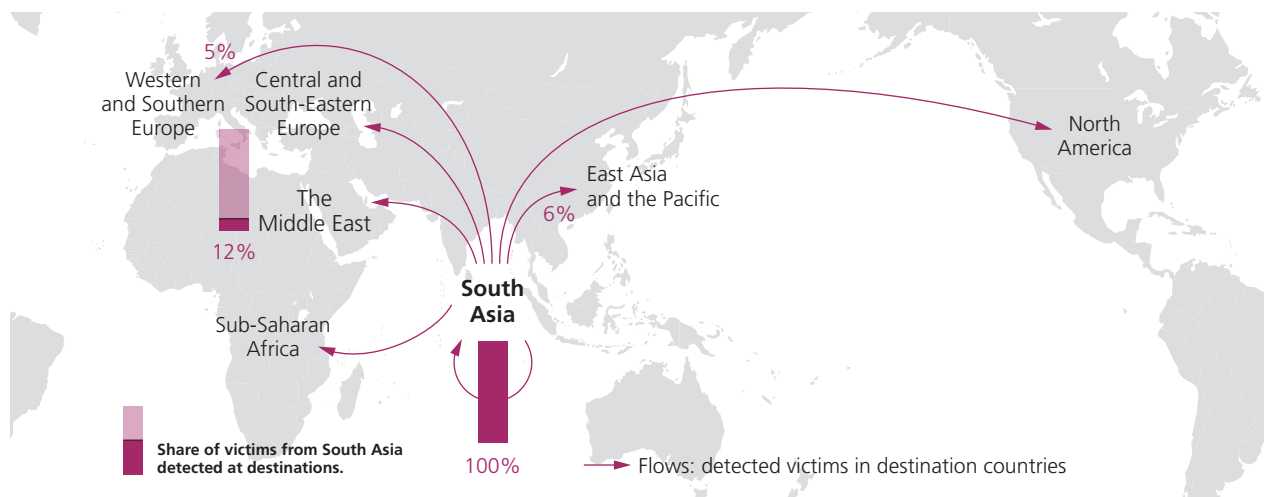 5%
Western
and Southern
Europe
Central and
South-Eastern
Europe
North
America
East Asia
and the Pacific
6%
The
Middle East
12%
South
Asia
Sub-Saharan
Africa
Share of victims from South Asia
detected at destinations.
100%
Flows: detected victims in destination countries